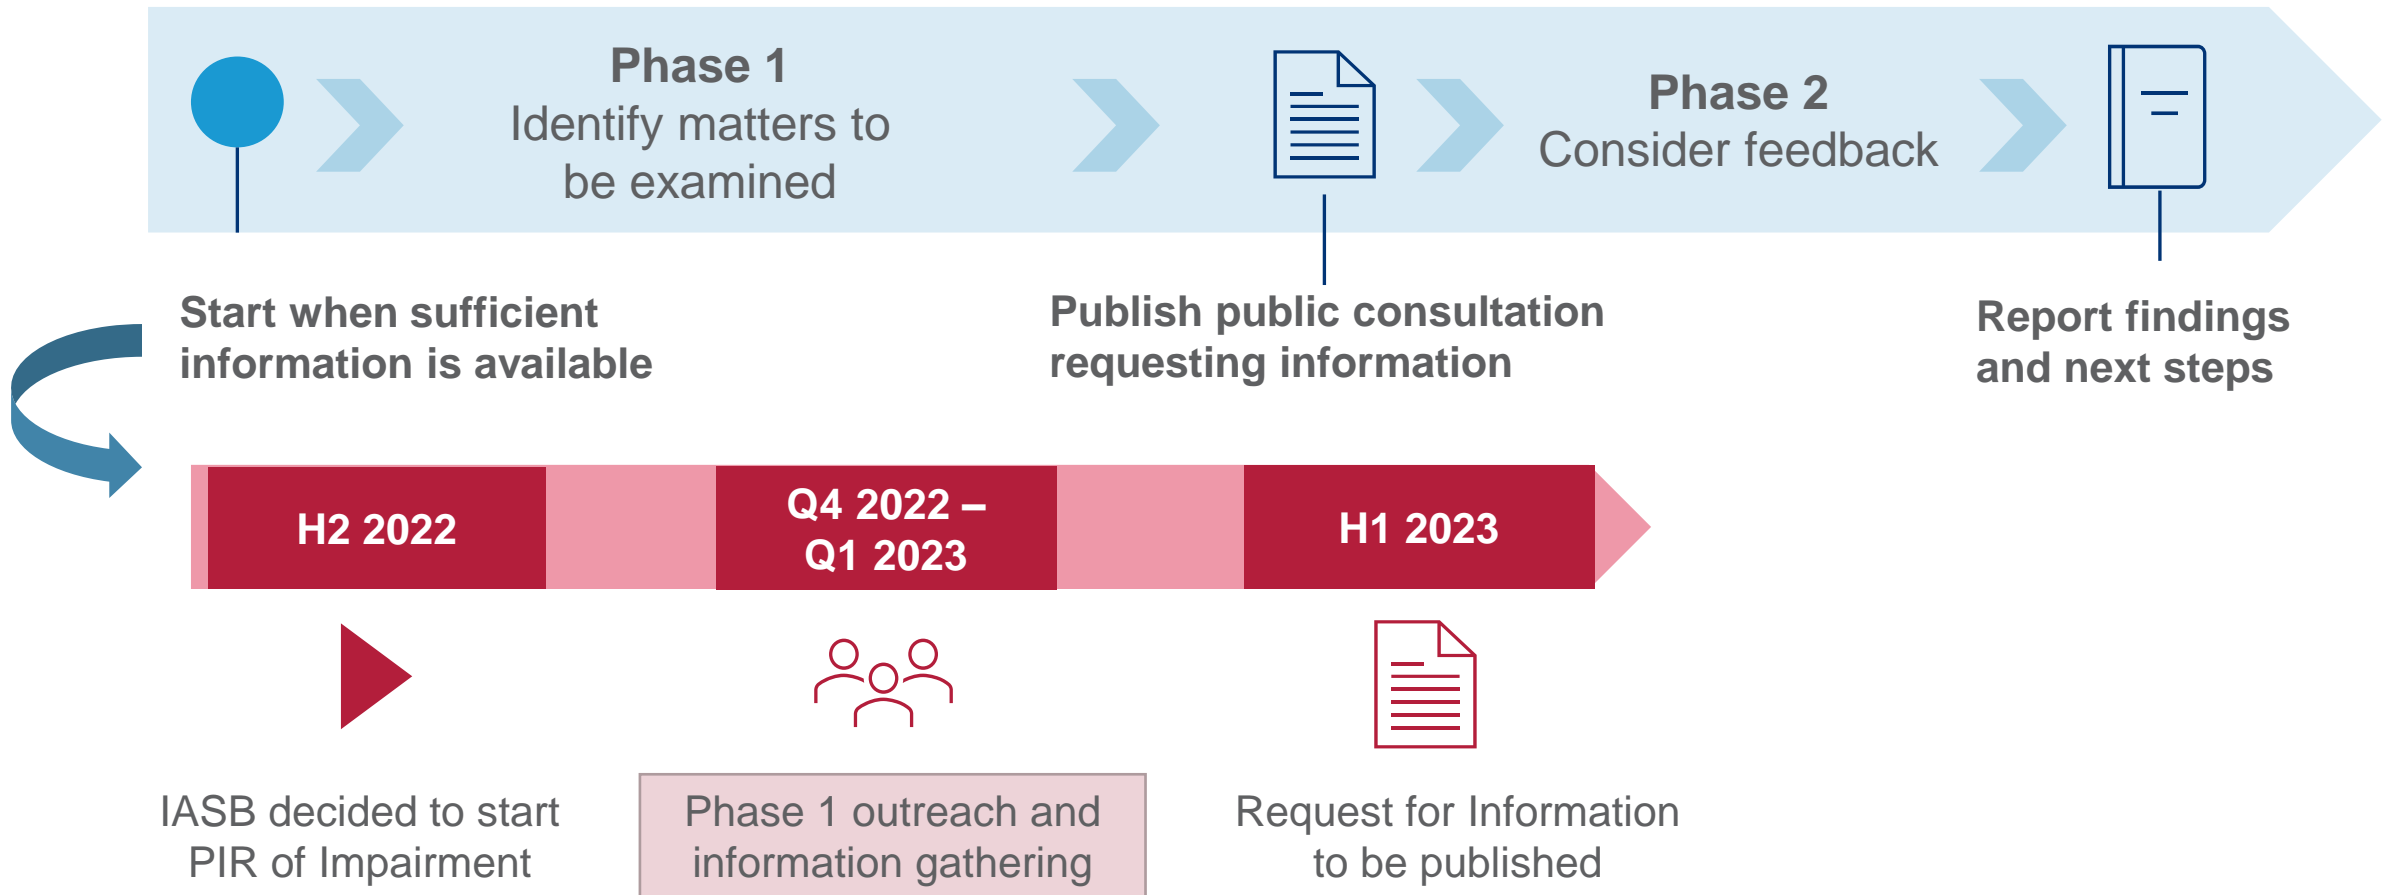 Phase 1
Identify matters to
be examined
Phase 2
Consider feedback
Start when sufficient
information is available
Publish public consultation
requesting information
Report findings
and next steps
H2 2022
Q4 2022 –
Q1 2023
H1 2023
IASB decided to start
PIR of Impairment
Phase 1 outreach and
information gathering
Request for Information
to be published